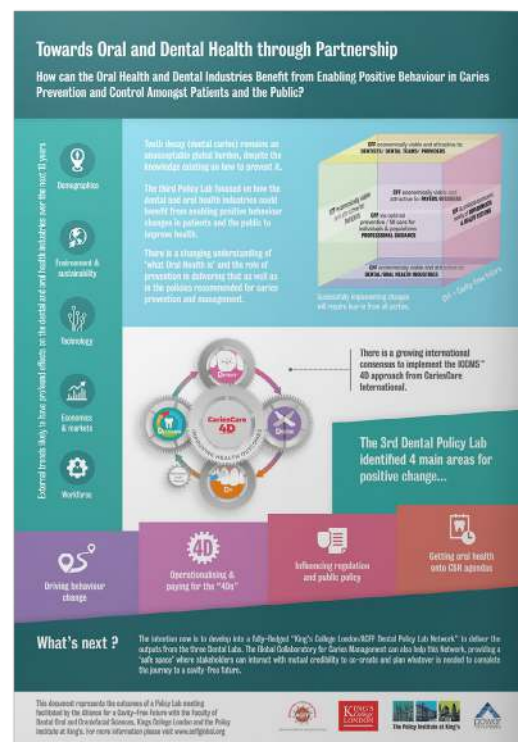 Towards Oral and Dental Health through Partnership
How can the Oral Health and Dental Industries Benefit from Enabling Positive Behaviour in Caries
Prevention and Control Amongst Patients and the Public?
External trends likely to have profound effects on the dental and oral health industries over the next 10 years
Demographics
Environment &
sustainability
Technology
Economics
& markets
Workforce
Tooth decay (dental caries) remains an
unacceptable global burden, despite the
knowledge existing on how to prevent it.
The third Policy Lab focused on how the
dental and oral health industries could
benefit from enabling positive behaviour
changes in patients and the public to
improve health.
There is a changing understanding of
'what Oral Health is' and the role of
prevention in delivering that as well as
in the policies recommended for caries
prevention and management.
CFF economically viable and attractive to:
DENTISTS/ DENTAL TEAMS/ PROVIDERS
CFF economically viable and
attractive to:
CFF via optimal
preventive / care for
individuals & populations
PROFESSIONAL GUIDANCE
CFF economically viable and attractive to
DENTAL/ORAL HEALTH INDUSTRIES
CFF = Cavity-Free Future
Successfully implementing changes
will require buy-in from all parties.
There is a growing international
consensus to implement the ICCMS™
4D approach from CariesCare
International.
CariesCare
4D
IMPROVING HEALTH OUTCOMES
The 3rd Dental Policy Lab
identified 4 main areas for
positive change...
Driving behaviour
change
4D
Operationalising &
paying for the "4Ds"
Influencing regulation
and public policy
Getting oral health
onto CSR agendas
What's next ?
The intention now is to develop into a fully-fledged "King's College London/ACFF Dental Policy Lab Network" to deliver the
outputs from the three Dental Labs. The Global Collaboratory for Caries Management can also help this Network, providing a
'safe space' where stakeholders can interact with mutual credibility to co-create and plan whatever is needed to complete
the journey to a cavity-free future.
This document represents the outcomes of a Policy Lab meeting
facilitated by the Alliance for a Cavity-Free Future with the Faculty of
Dental Oral and Craniofacial Sciences, Kings College London and the Policy
Institute at King's. For more information please visit www.acffglobal.org
KING'S
College
LONDON
The Policy Institute at King's